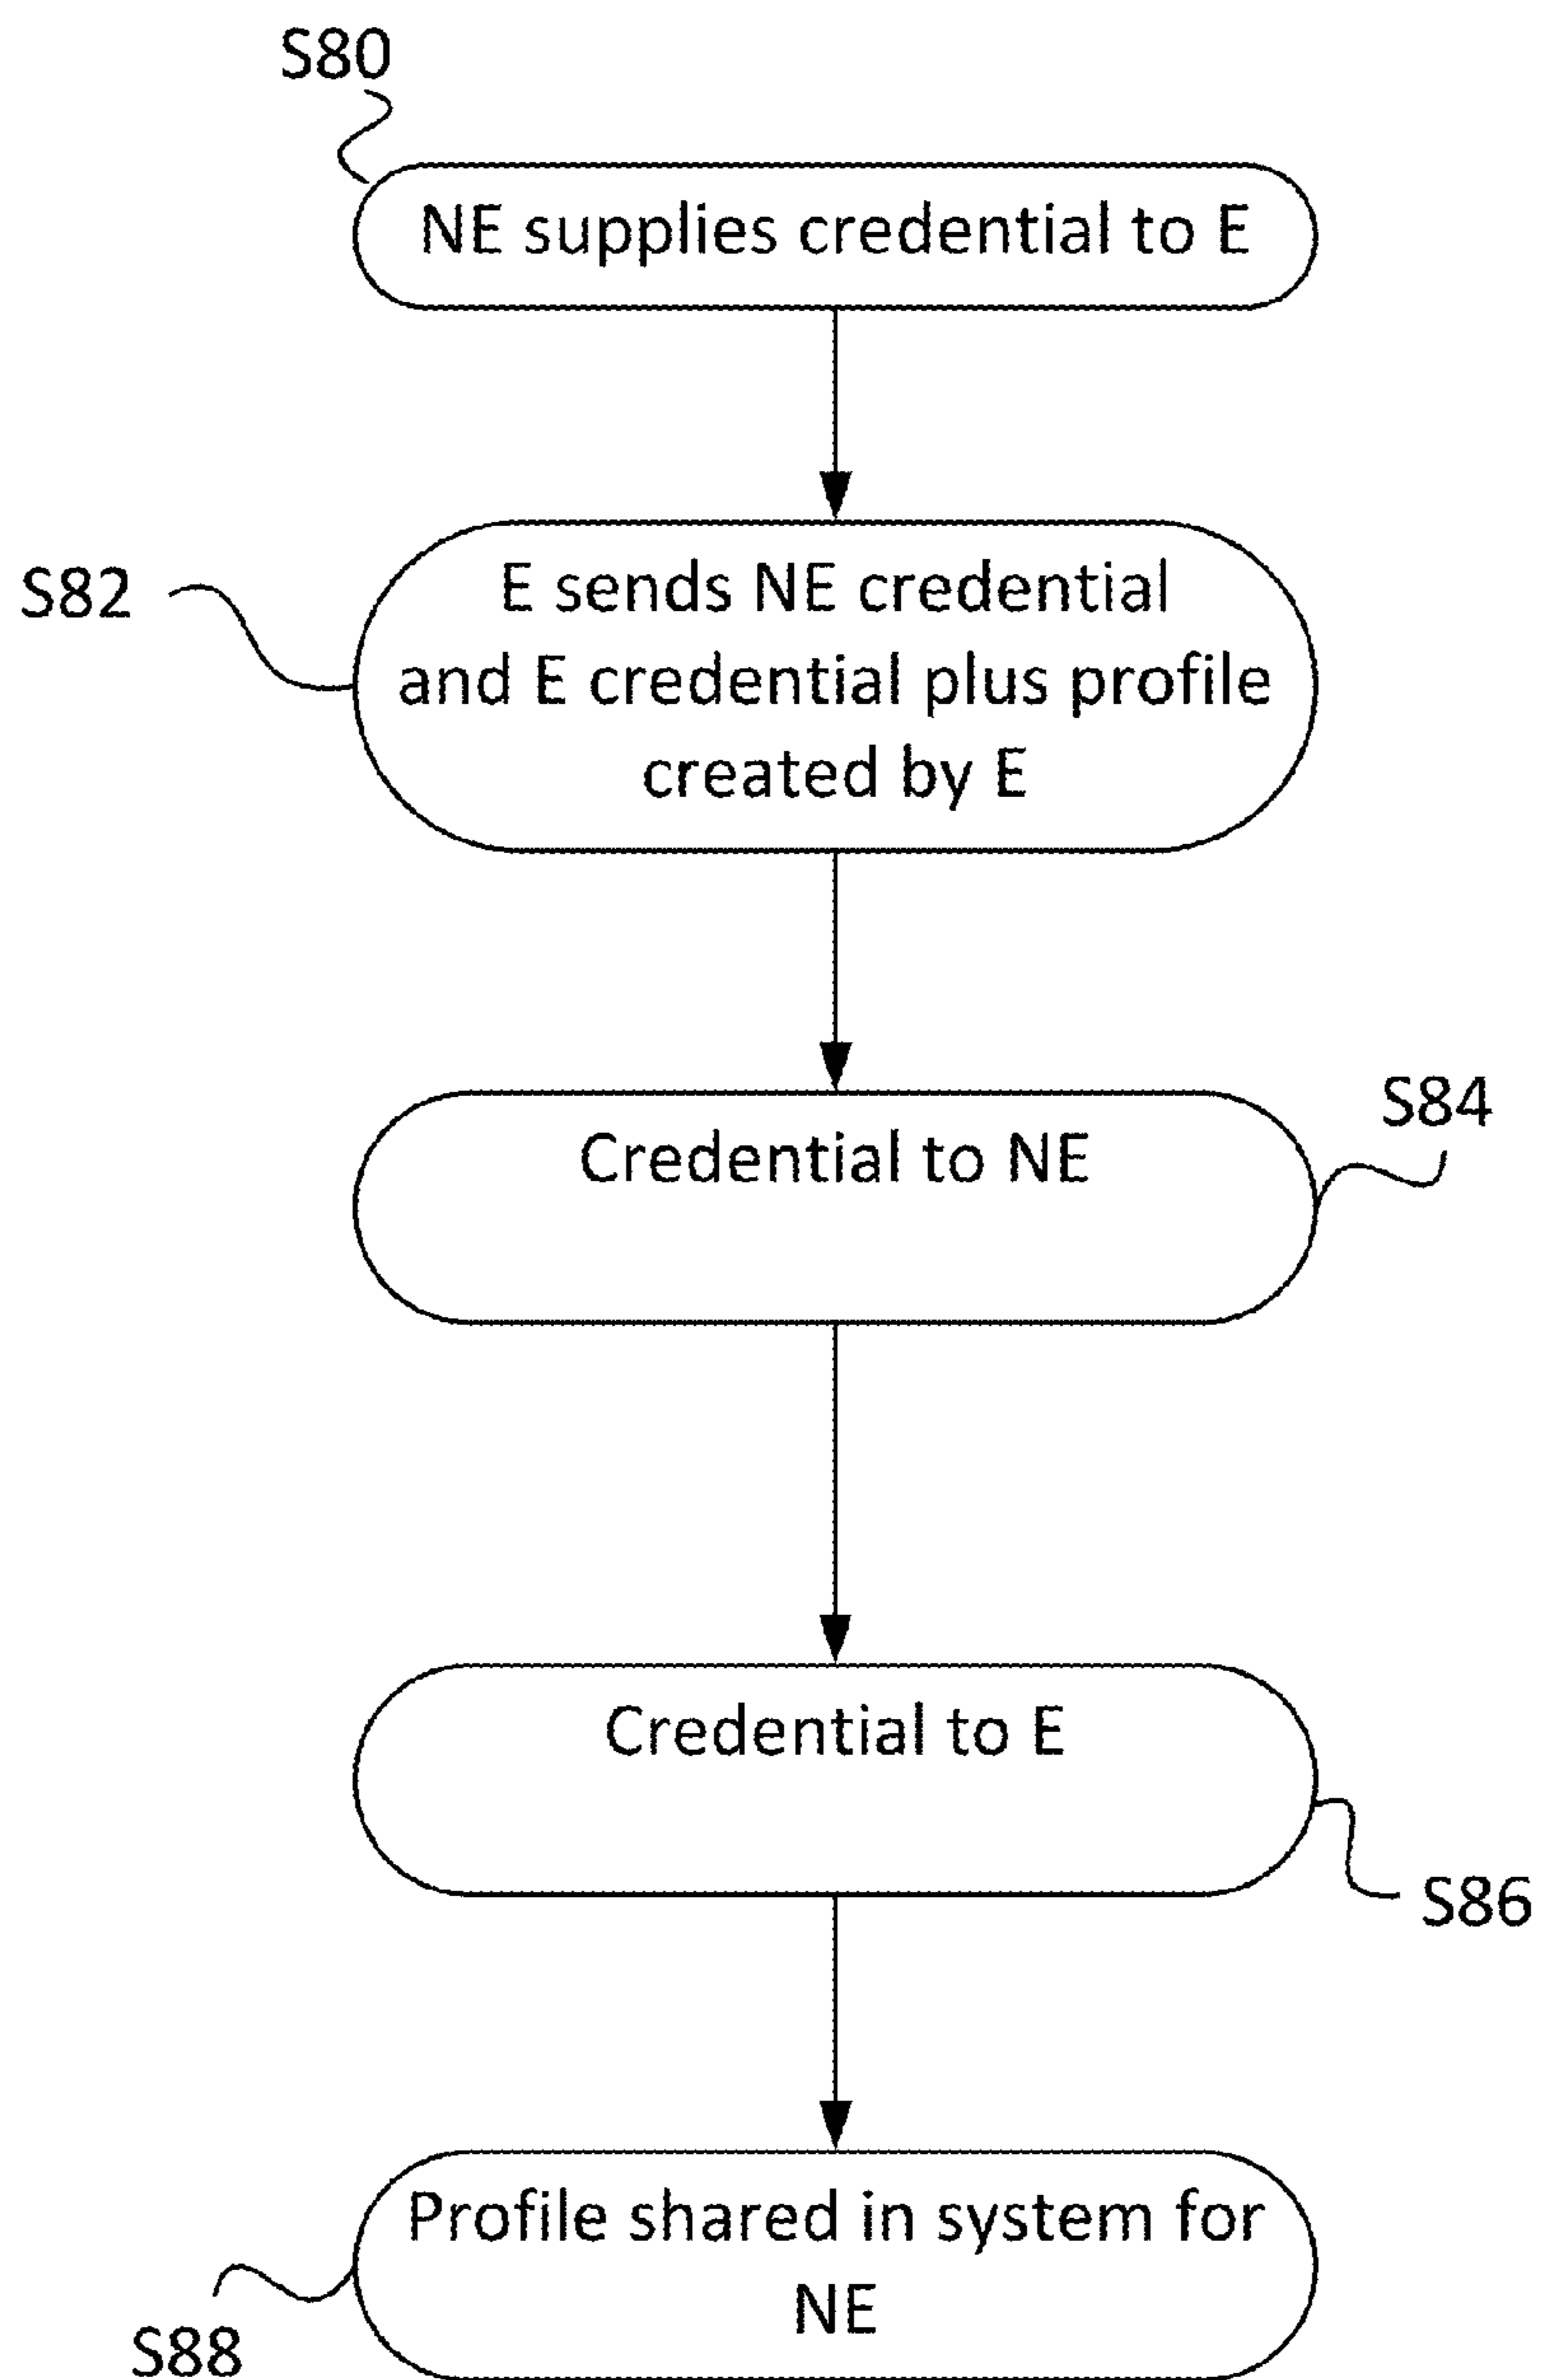 S80
NE supplies credential to E
S82
E sends NE credential
and E credential plus profile
created by E
S84
Credential to NE
Credential to E
S86
Profile shared in system for
NE
S88